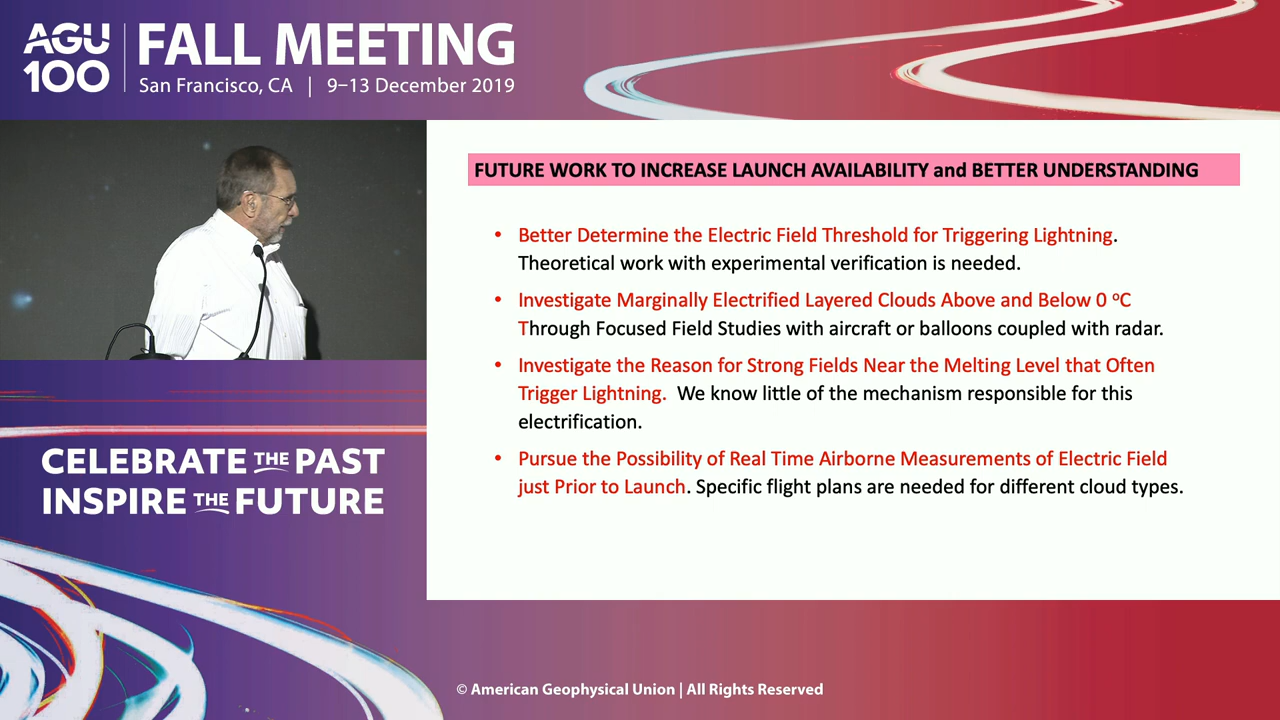 AGU
100
FALL MEETING
San Francisco, CA | 9–13 December 2019
FUTURE WORK TO INCREASE LAUNCH AVAILABILITY and BETTER UNDERSTANDING
• Better Determine the Electric Field Threshold for Triggering Lightning.
Theoretical work with experimental verification is needed.
• Investigate Marginally Electrified Layered Clouds Above and Below 0 ºC
Through Focused Field Studies with aircraft or balloons coupled with radar.
• Investigate the Reason for Strong Fields Near the Melting Level that Often
Trigger Lightning. We know little of the mechanism responsible for this
electrification.
• Pursue the Possibility of Real Time Airborne Measurements of Electric Field
just Prior to Launch. Specific flight plans are needed for different cloud types.
CELEBRATE THE PAST
INSPIRE THE FUTURE
© American Geophysical Union | All Rights Reserved